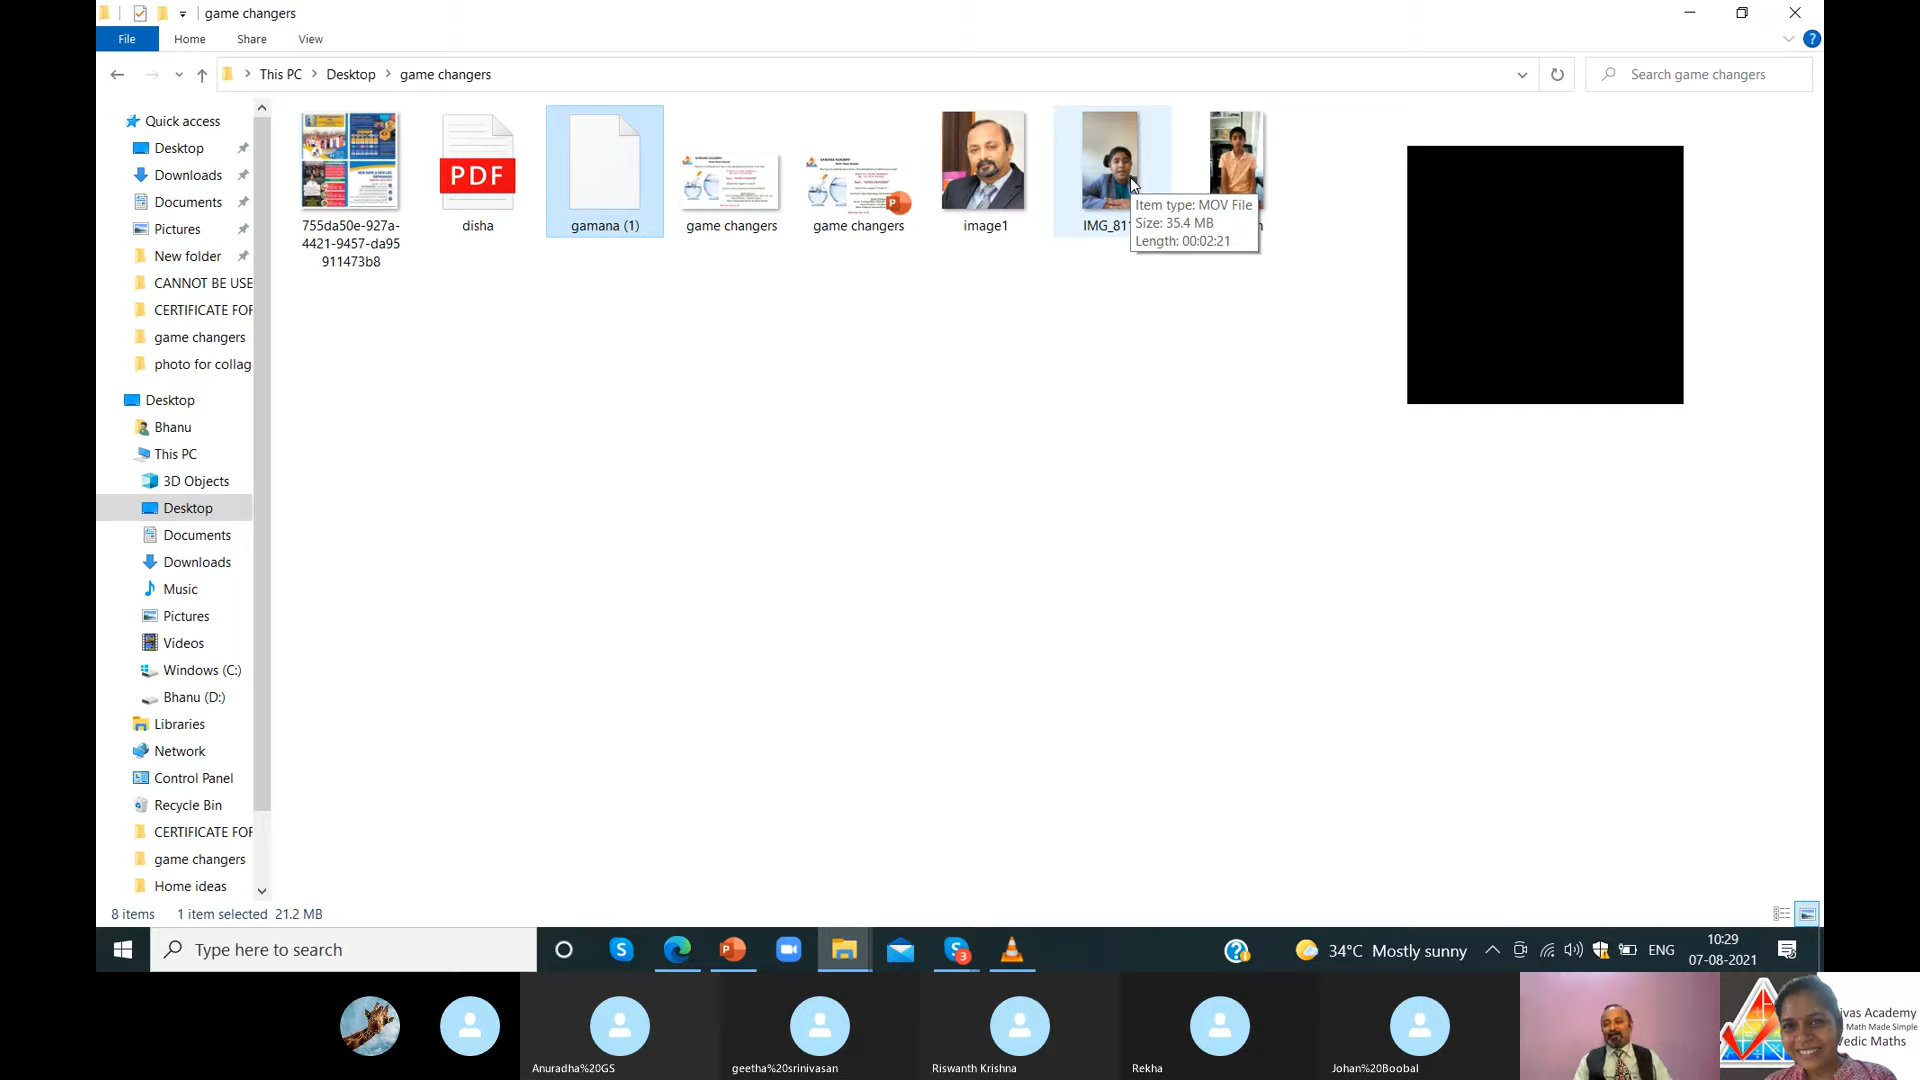 game changers
File
Home
Share
View
This PC
Desktop
game changers
Search game changers
Quick access
Desktop
Downloads
Documents
Pictures
New folder
CANNOT BE USE
CERTIFICATE FOR
game changers
photo for collag
Desktop
Bhanu
This PC
3D Objects
Desktop
Documents
Downloads
Music
Pictures
Videos
Windows (C:)
Bhanu (D:)
Libraries
Network
Control Panel
Recycle Bin
CERTIFICATE FOR
game changers
Home ideas
PDF
755da50e-927a-
4421-9457-da95
911473b8
disha
gamana (1)
game changers
game changers
image1
IMG_81
Item type: MOV File
Size: 35.4 MB
Length: 00:02:21
8 items
1 item selected 21.2 MB
Type here to search
34°C Mostly sunny
ENG
10:29
07-08-2021
Anuradha%20GS
geetha%20srinivasan
Riswanth Krishna
Rekha
Johan%20Boobal
ivas Academy
Math Made Simple
Vedic Maths